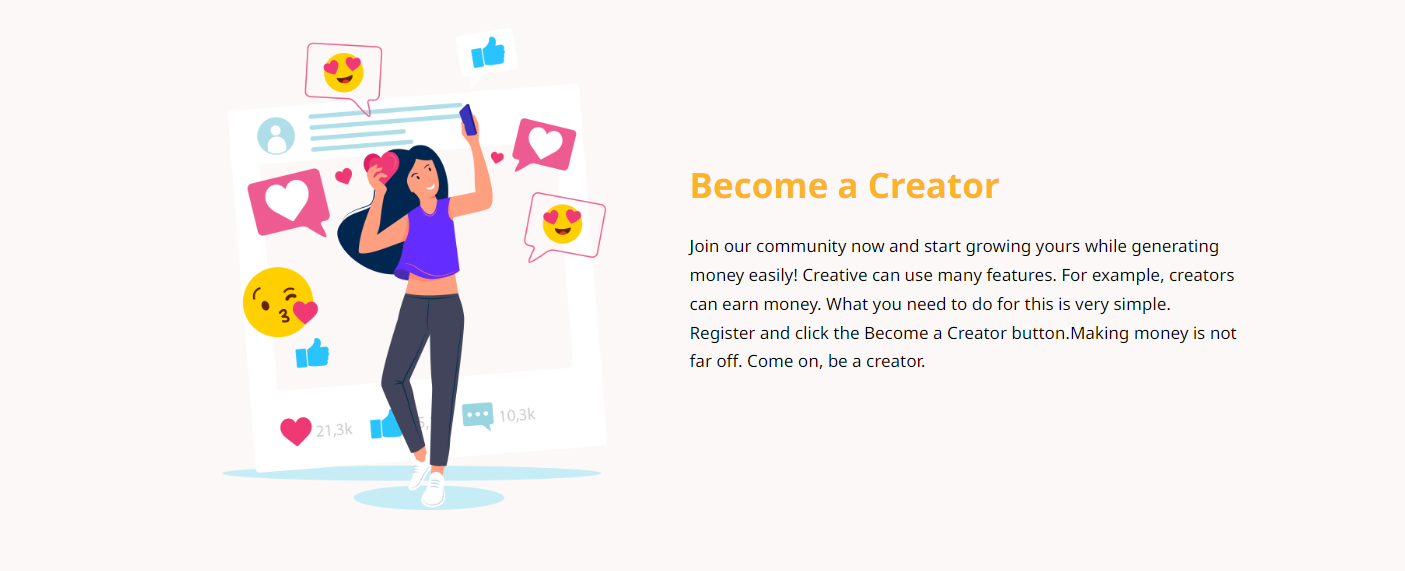 Become a Creator
Join our community now and start growing yours while generating
money easily! Creative can use many features. For example, creators
can earn money. What you need to do for this is very simple.
Register and click the Become a Creator button.Making money is not
far off. Come on, be a creator.
21,3k
10,3k